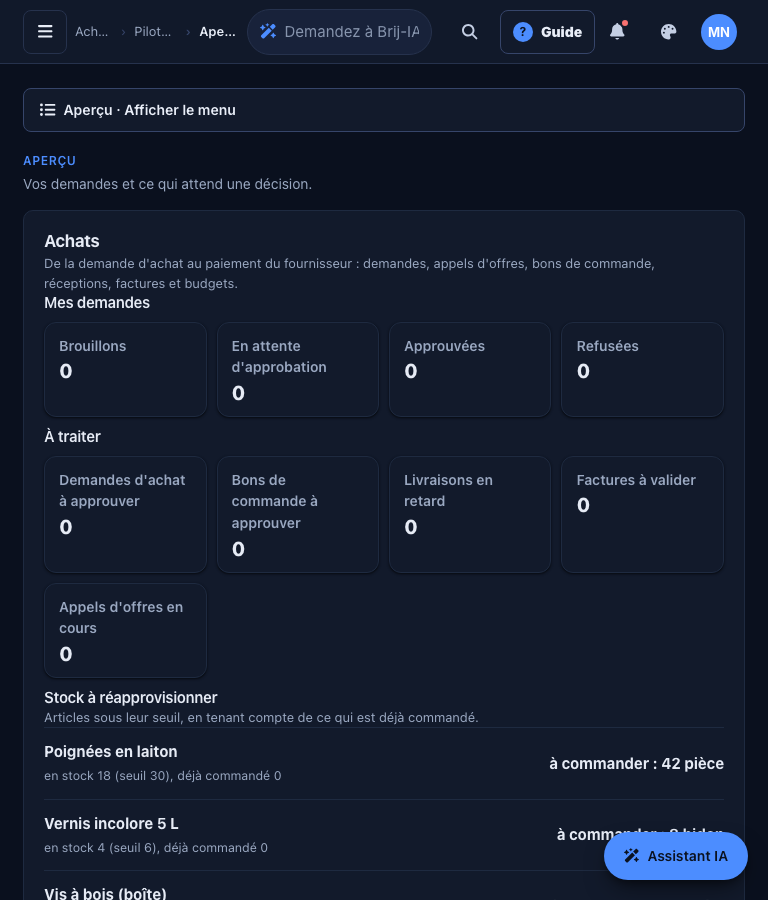 Ach... › Pilot... › Ape... Demandez à Brij-IA ? Guide MN
Aperçu · Afficher le menu
APERÇU
Vos demandes et ce qui attend une décision.
Achats
De la demande d'achat au paiement du fournisseur : demandes, appels d'offres, bons de commande,
réceptions, factures et budgets.
Mes demandes
Brouillons
0
En attente
d'approbation
0
Approuvées
0
Refusées
0
À traiter
Demandes d'achat
à approuver
0
Bons de
commande à
approuver
0
Livraisons en
retard
0
Factures à valider
0
Appels d'offres en
cours
0
Stock à réapprovisionner
Articles sous leur seuil, en tenant compte de ce qui est déjà commandé.
Poignées en laiton
en stock 18 (seuil 30), déjà commandé 0
à commander : 42 pièce
Vernis incolore 5 L
en stock 4 (seuil 6), déjà commandé 0
à commander : 8 bidon
Assistant IA
Vis à bois (boîte)